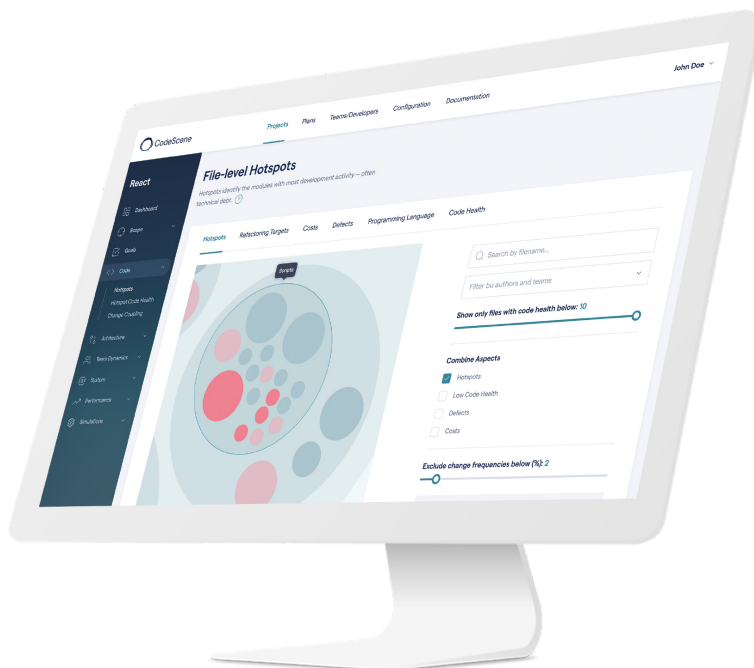 CodeScene
Projects
Plans
Teams/Developers
Configuration
Documentation
John Doe
React
Dashboard
Scope
Goals
Code
Hotspots
Hotspot Code Health
Change Coupling
Architecture
Team Dynamics
System
Performance
Simulations
File-level Hotspots
Hotspots identify the modules with most development activity – often
technical debt.
Hotspots
Refactoring Targets
Costs
Defects
Programming Language
Code Health
Scripts
Search by filename...
Filter bu authors and teams
Show only files with code health below: 10
Combine Aspects
Hotspots
Low Code Health
Defects
Costs
Exclude change frequencies below (%): 2